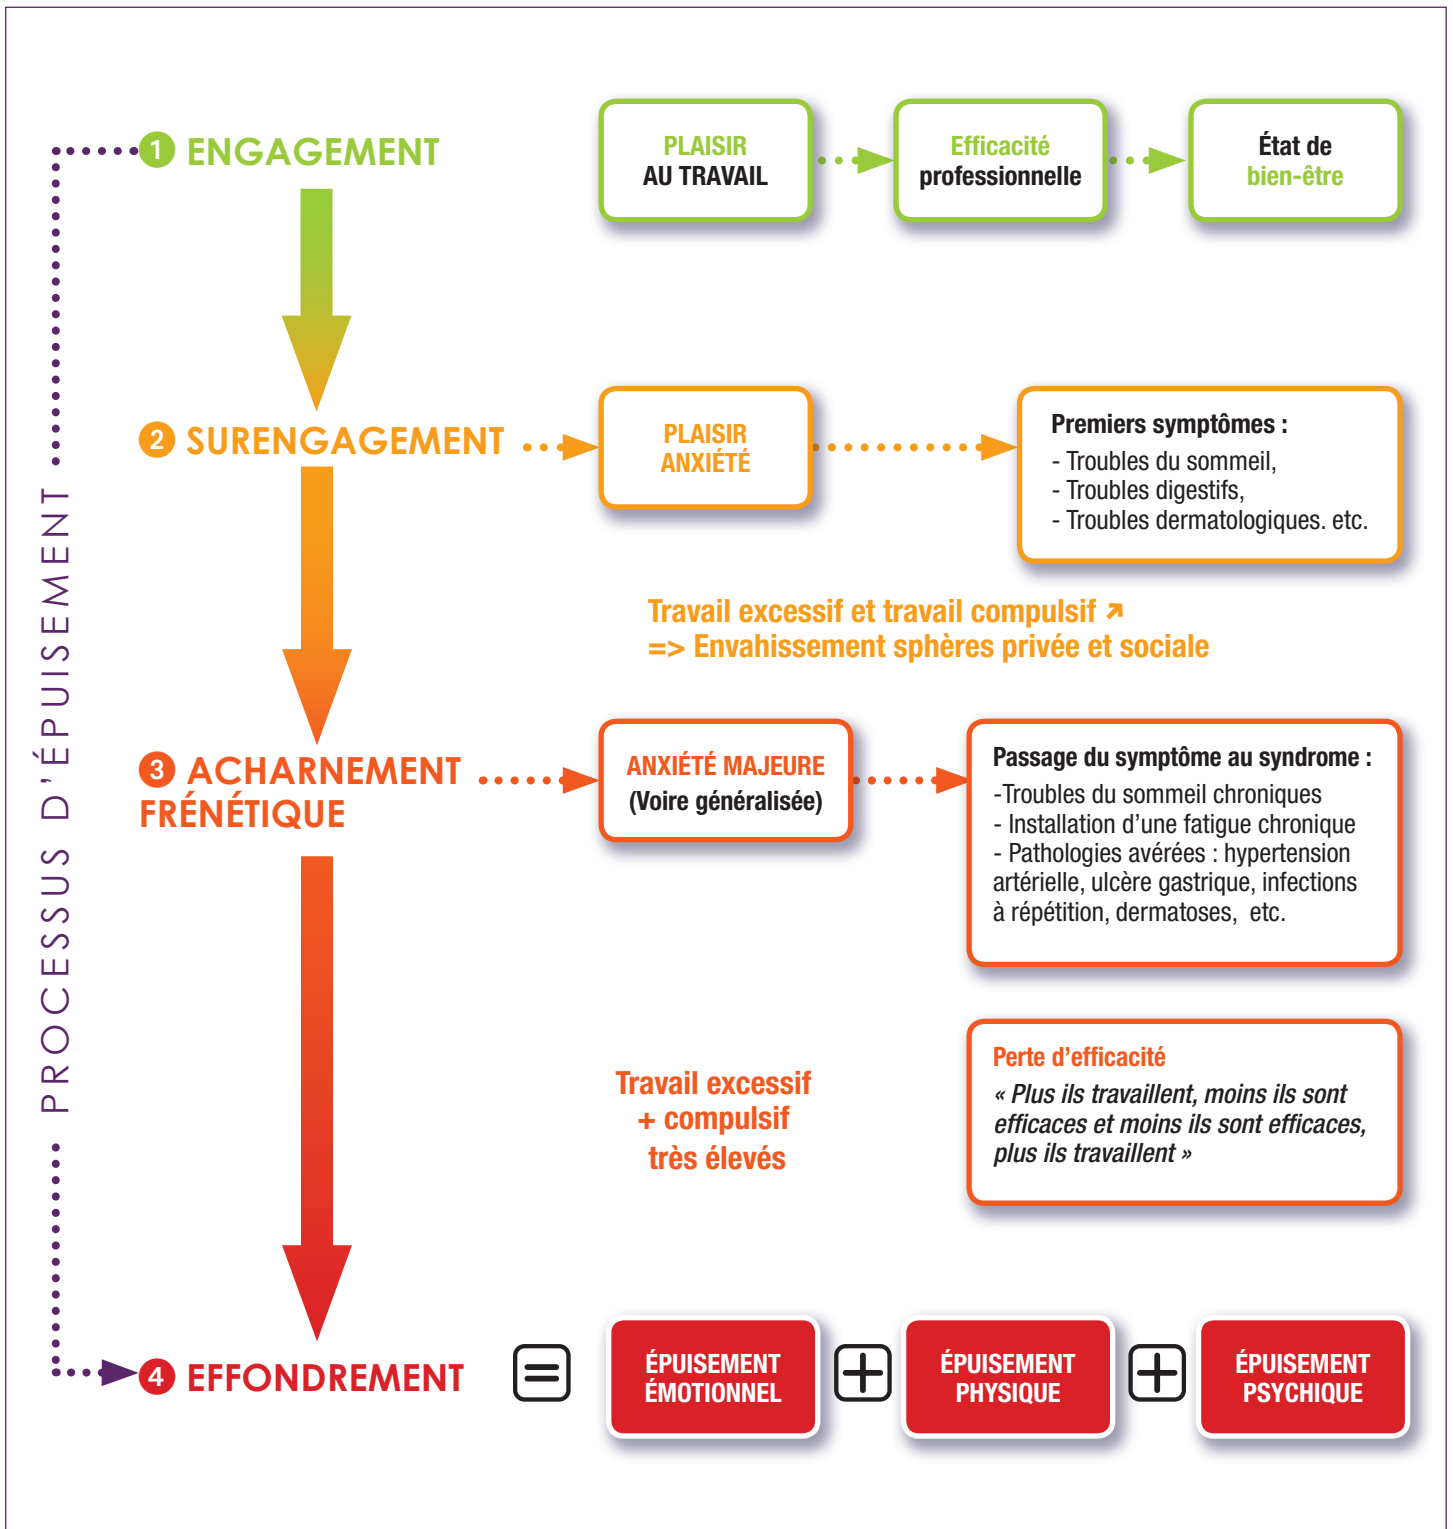 PROCESSUS D'ÉPUISEMENT
1 ENGAGEMENT
PLAISIR
AU TRAVAIL
Efficacité
professionnelle
État de
bien-être
2 SURENGAGEMENT
PLAISIR
ANXIÉTÉ
Premiers symptômes :
- Troubles du sommeil,
- Troubles digestifs,
- Troubles dermatologiques. etc.
Travail excessif et travail compulsif ↗
=> Envahissement sphères privée et sociale
3 ACHARNEMENT
FRÉNÉTIQUE
ANXIÉTÉ MAJEURE
(Voire généralisée)
Passage du symptôme au syndrome :
-Troubles du sommeil chroniques
- Installation d’une fatigue chronique
- Pathologies avérées : hypertension
artérielle, ulcère gastrique, infections
à répétition, dermatoses, etc.
Travail excessif
+ compulsif
très élevés
Perte d’efficacité
« Plus ils travaillent, moins ils sont
efficaces et moins ils sont efficaces,
plus ils travaillent »
4 EFFONDREMENT
=
ÉPUISEMENT
ÉMOTIONNEL
+
ÉPUISEMENT
PHYSIQUE
+
ÉPUISEMENT
PSYCHIQUE